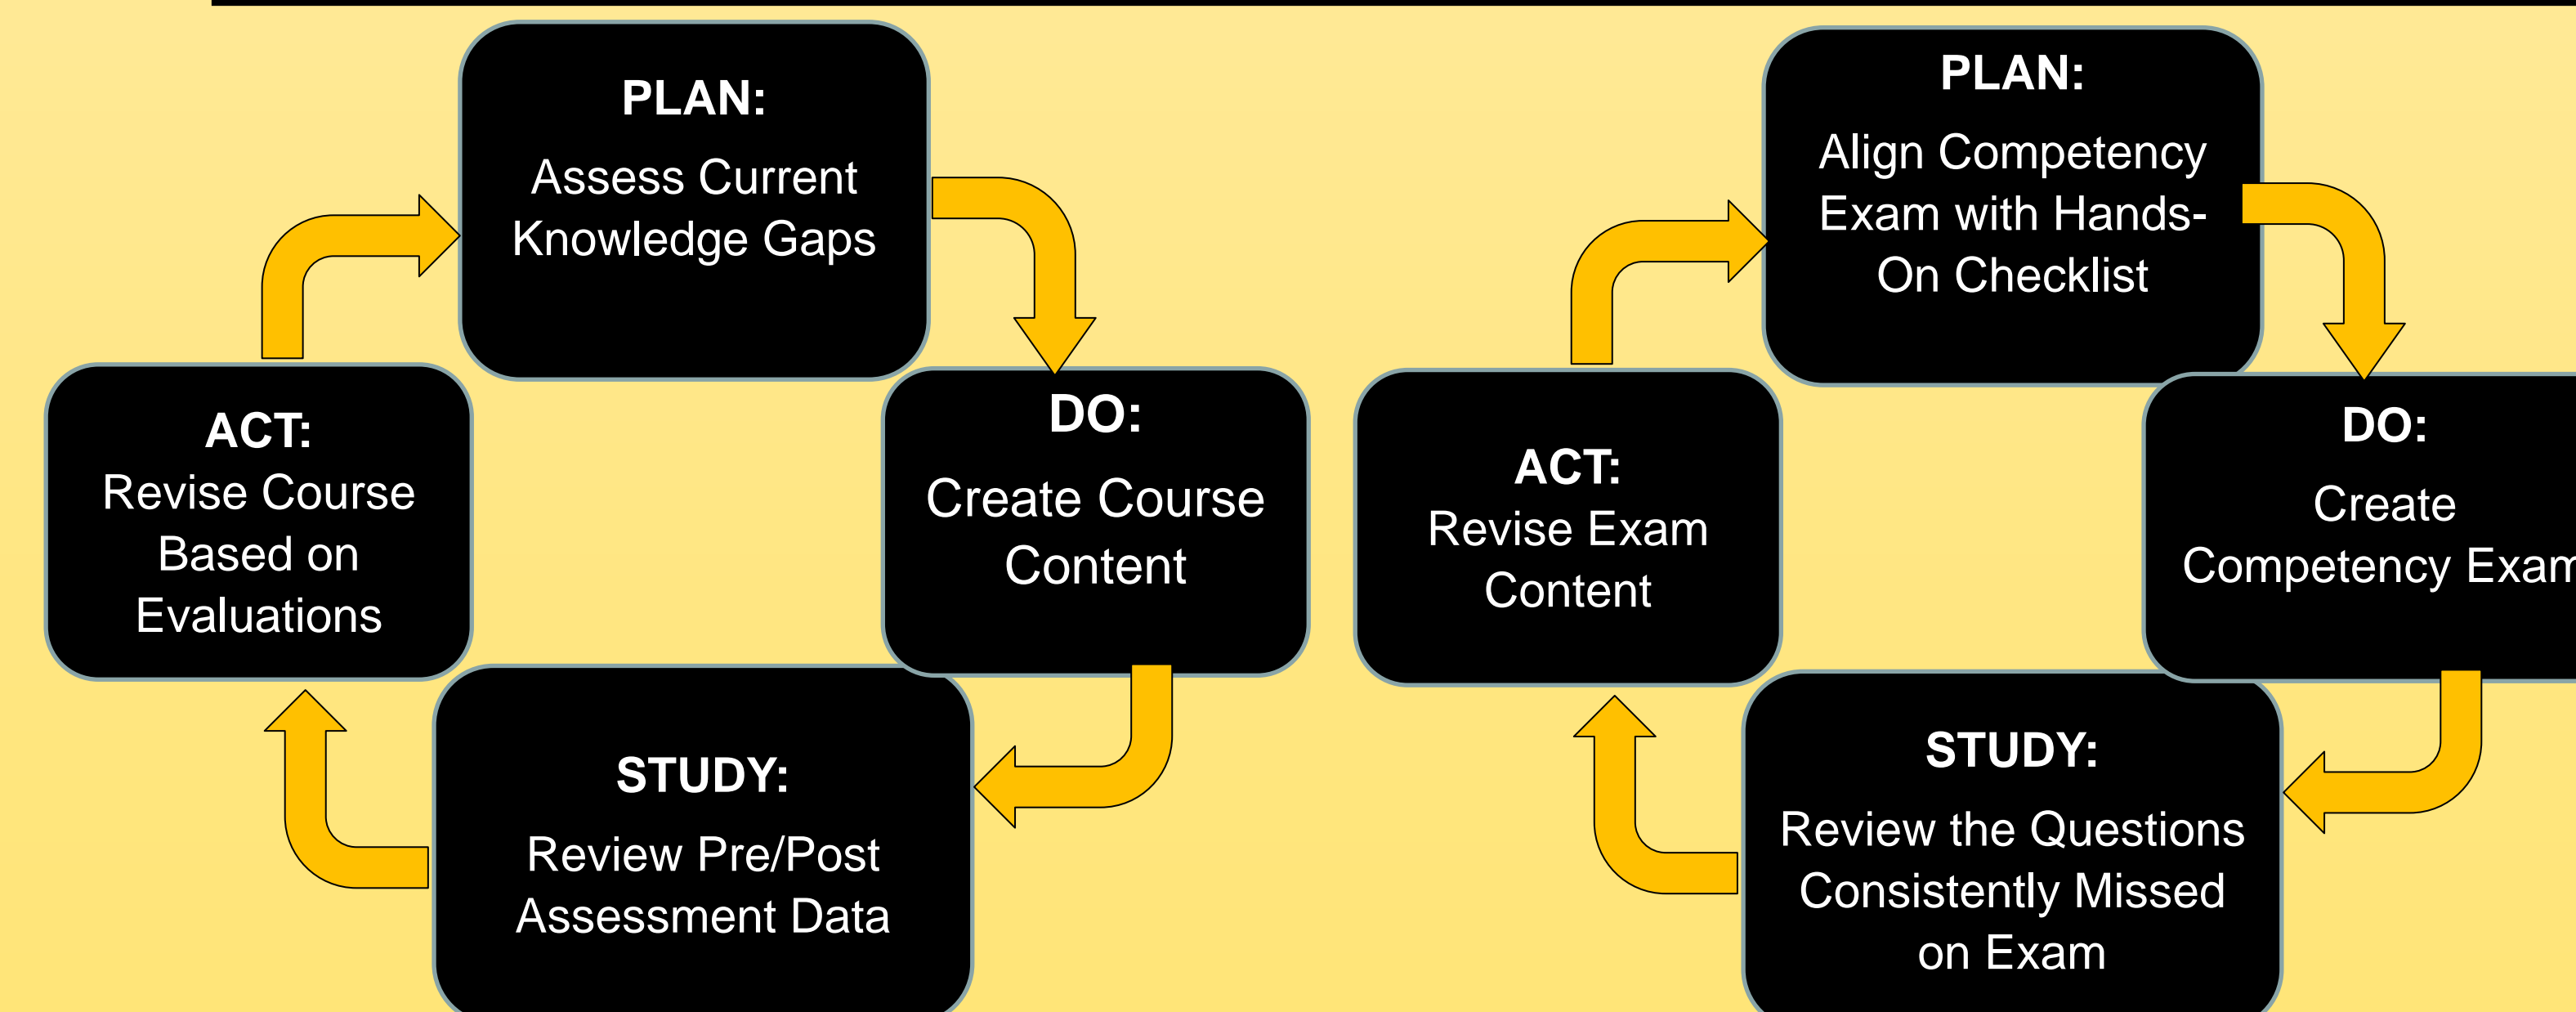 PLAN:
Assess Current
Knowledge Gaps
DO:
Create Course
Content
STUDY:
Review Pre/Post
Assessment Data
ACT:
Revise Course
Based on
Evaluations
PLAN:
Align Competency
Exam with Hands-
On Checklist
DO:
Create
Competency Exam
STUDY:
Review the Questions
Consistently Missed
on Exam
ACT:
Revise Exam
Content